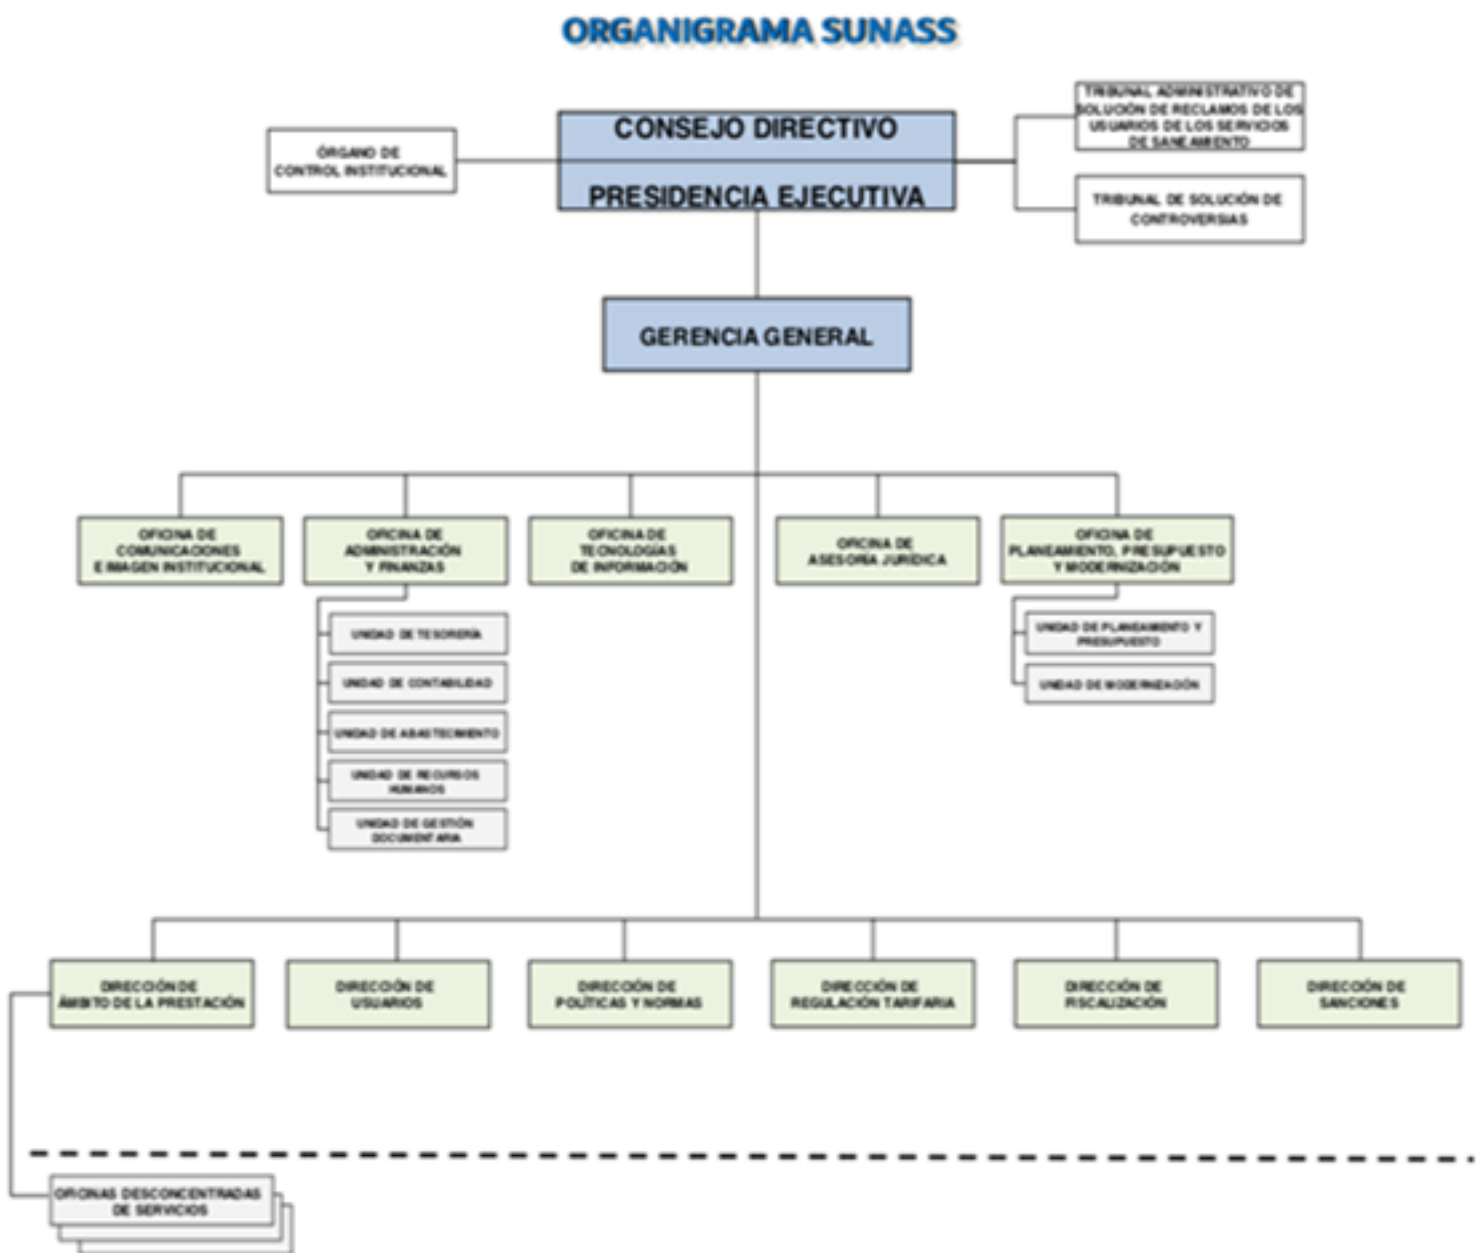 ORGANIGRAMA SUNASS
CONSEJO DIRECTIVO
PRESIDENCIA EJECUTIVA
ÓRGANO DE
CONTROL INSTITUCIONAL
TRIBUNAL ADMINISTRATIVO DE
SOLUCIÓN DE RECLAMOS DE LOS
USUARIOS DE LOS SERVICIOS
DE SANEAMIENTO
TRIBUNAL DE SOLUCIÓN DE
CONTROVERSIAS
GERENCIA GENERAL
OFICINA DE
COMUNICACIONES
E IMAGEN INSTITUCIONAL
OFICINA DE
ADMINISTRACIÓN
Y FINANZAS
UNIDAD DE TESORERÍA
UNIDAD DE CONTABILIDAD
UNIDAD DE ABASTECIMIENTO
UNIDAD DE RECURSOS
HUMANOS
UNIDAD DE GESTIÓN
DOCUMENTARIA
OFICINA DE
TECNOLOGÍAS
DE INFORMACIÓN
OFICINA DE
ASESORÍA JURÍDICA
OFICINA DE
PLANEAMIENTO, PRESUPUESTO
Y MODERNIZACIÓN
UNIDAD DE PLANEAMIENTO Y
PRESUPUESTO
UNIDAD DE MODERNIZACIÓN
DIRECCIÓN DE
ÁMBITO DE LA PRESTACIÓN
DIRECCIÓN DE
USUARIOS
DIRECCIÓN DE
POLÍTICAS Y NORMAS
DIRECCIÓN DE
REGULACIÓN TARIFARIA
DIRECCIÓN DE
FISCALIZACIÓN
DIRECCIÓN DE
SANCIONES
OFICINAS DESCONCENTRADAS
DE SERVICIOS